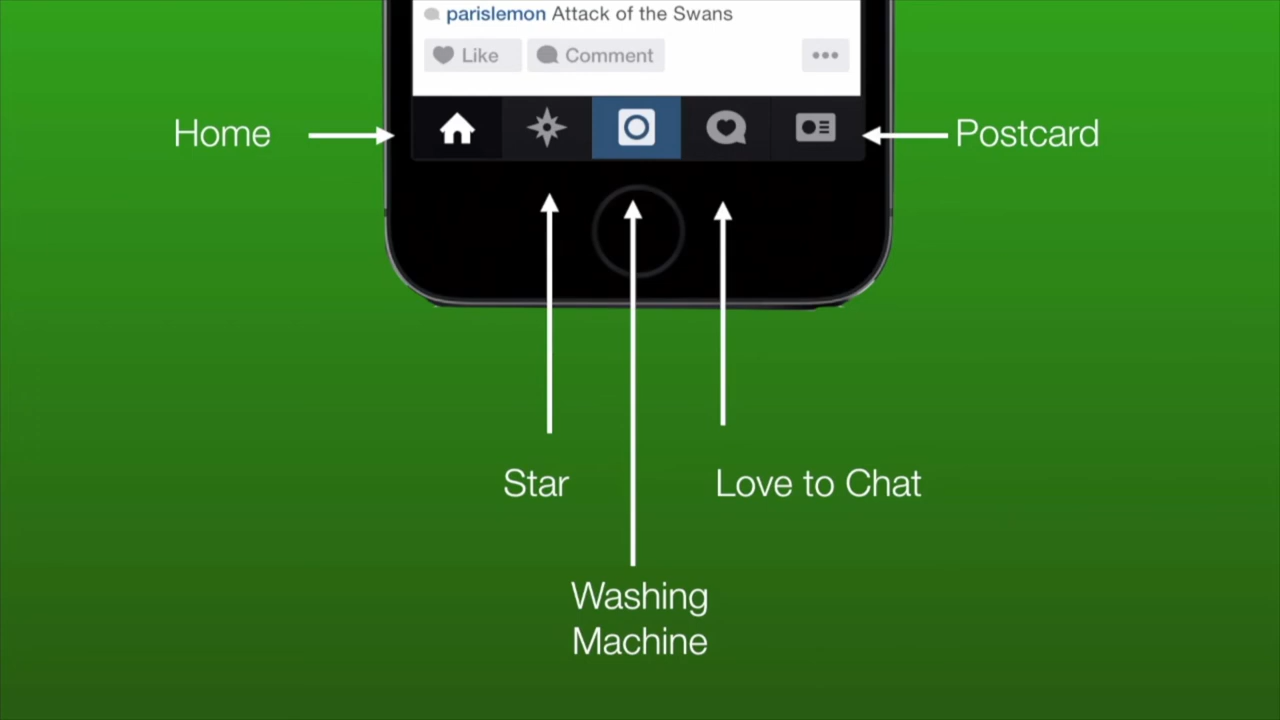 parislemon Attack of the Swans
Like Comment
Home
Postcard
Star
Love to Chat
Washing
Machine